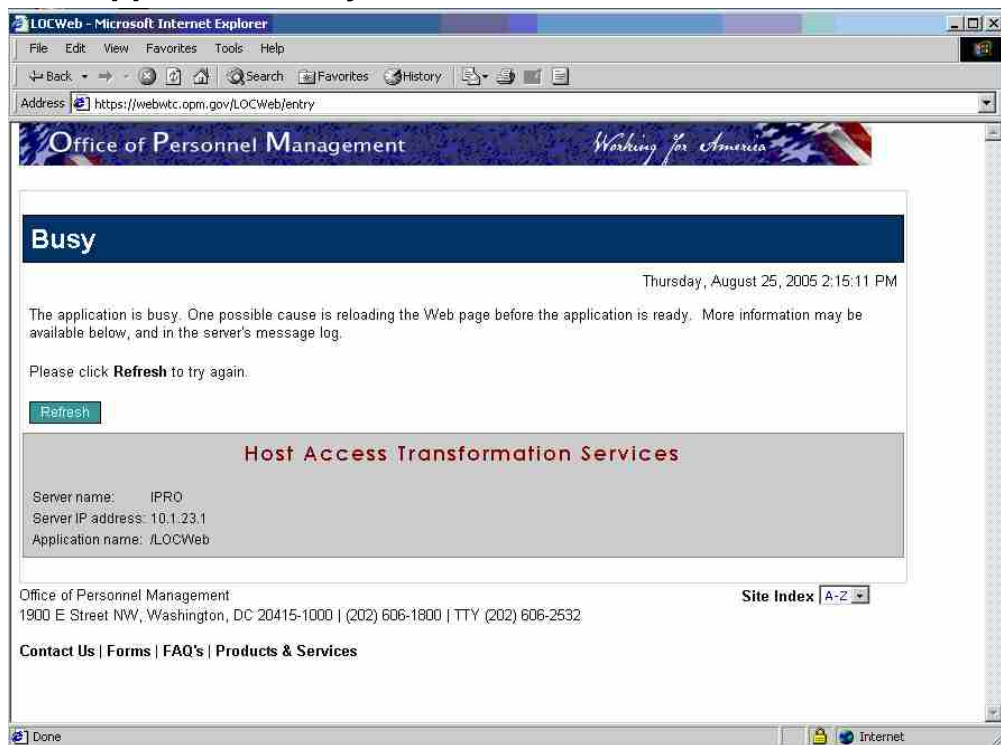 LOCWeb - Microsoft Internet Explorer
File Edit View Favorites Tools Help
Back Search Favorites History
Address https://webwtc.opm.gov/LOCWeb/entry
Office of Personnel Management Working for America
Busy
Thursday, August 25, 2005 2:15:11 PM
The application is busy. One possible cause is reloading the Web page before the application is ready. More information may be
available below, and in the server's message log.
Please click Refresh to try again.
Refresh
Host Access Transformation Services
Server name: IPRO
Server IP address: 10.1.23.1
Application name: /LOCWeb
Office of Personnel Management Site Index A-Z
1900 E Street NW, Washington, DC 20415-1000 | (202) 606-1800 | TTY (202) 606-2532
Contact Us | Forms | FAQ's | Products & Services
Done Internet